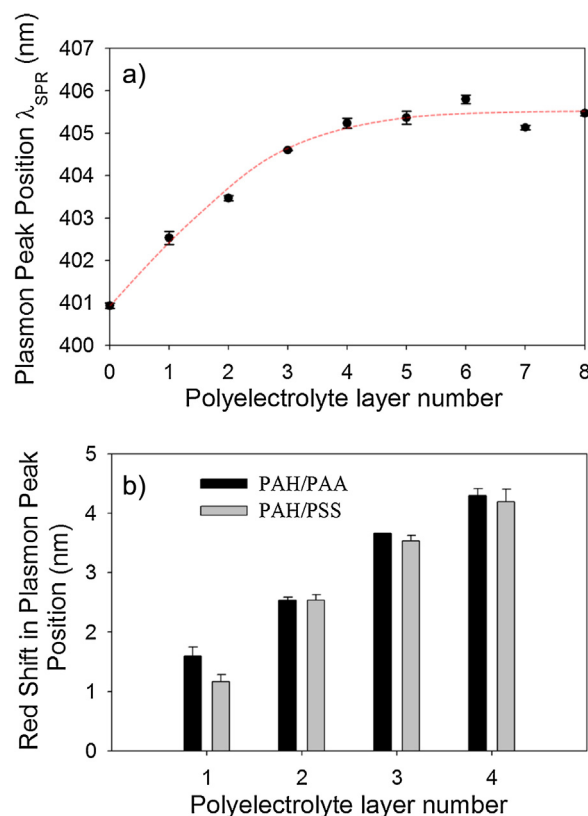 a)
Plasmon Peak Position λSPR (nm)
407
406
405
404
403
402
401
400
0 1 2 3 4 5 6 7 8
Polyelectrolyte layer number
b)
PAH/PAA
PAH/PSS
Red Shift in Plasmon Peak
Position (nm)
5
4
3
2
1
0
1 2 3 4
Polyelectrolyte layer number